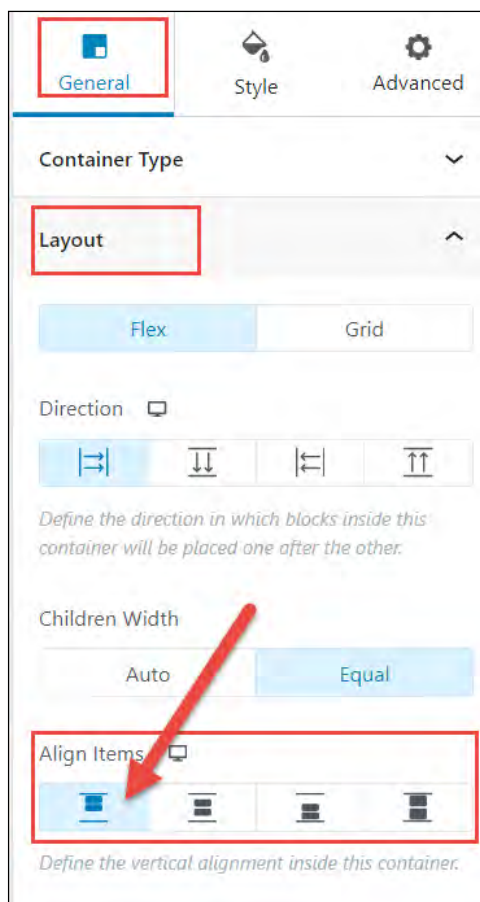 General
Style
Advanced
Container Type
Layout
Flex
Grid
Direction
Define the direction in which blocks inside this
container will be placed one after the other.
Children Width
Auto
Equal
Align Items
Define the vertical alignment inside this container.